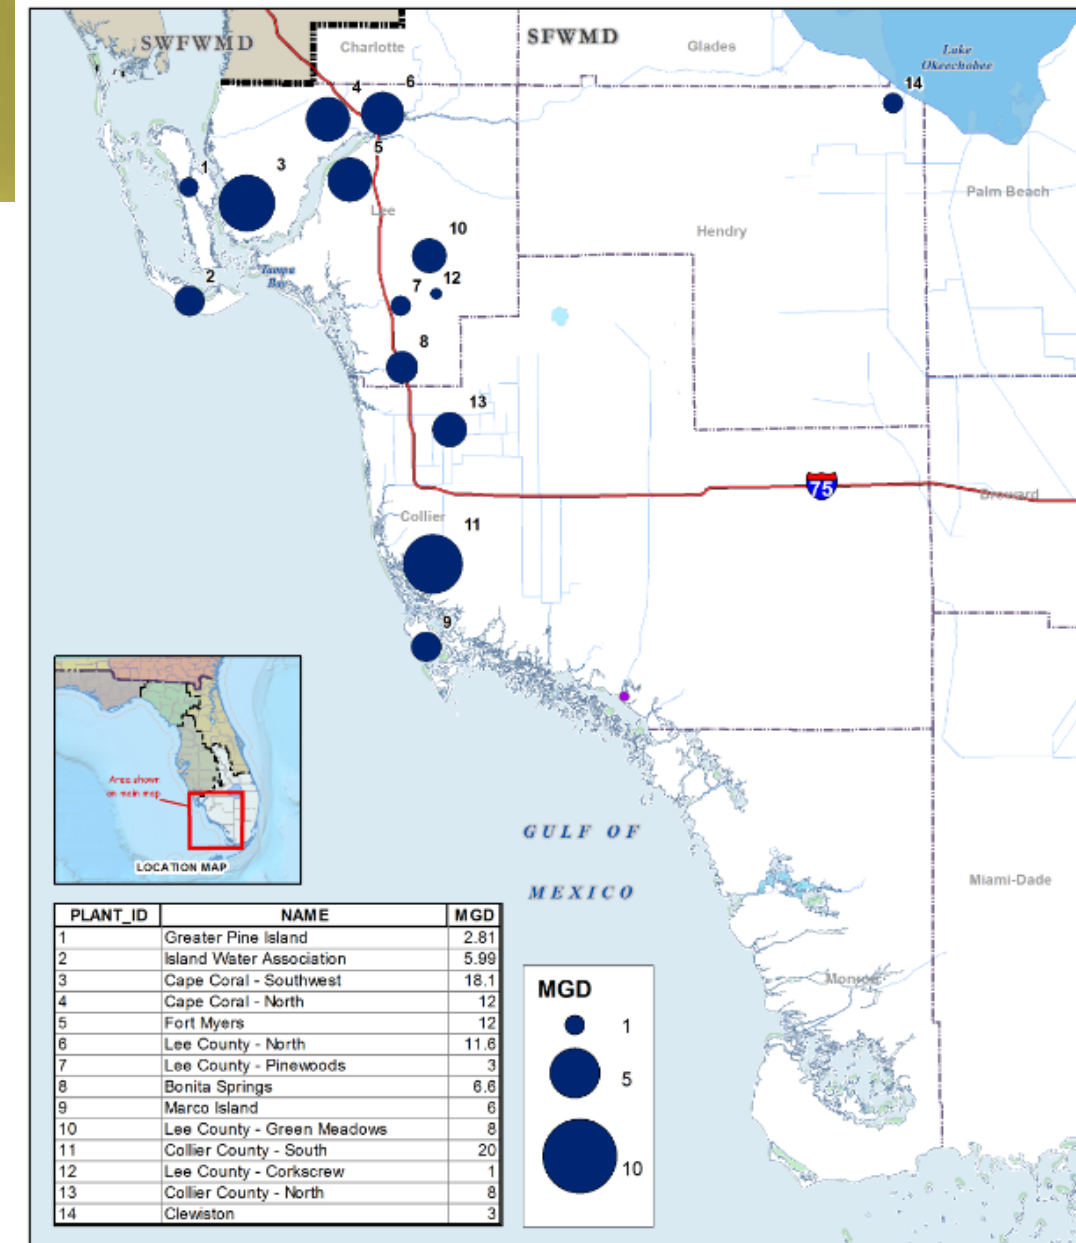 SWFWMD
Charlotte
SFWMD
Glades
Lake
Okeechobee
14
4
6
5
1
3
Palm Beach
Lee
Hendry
10
2
Tampa
Bay
7
12
8
13
75
Broward
Collier
11
9
Area shown
on main map
LOCATION MAP
GULF OF
MEXICO
Miami-Dade
Monroe
PLANT_ID NAME MGD
1 Greater Pine Island 2.81
2 Island Water Association 5.99
3 Cape Coral - Southwest 18.1
4 Cape Coral - North 12
5 Fort Myers 12
6 Lee County - North 11.6
7 Lee County - Pinewoods 3
8 Bonita Springs 6.6
9 Marco Island 6
10 Lee County - Green Meadows 8
11 Collier County - South 20
12 Lee County - Corkscrew 1
13 Collier County - North 8
14 Clewiston 3
MGD
1
5
10